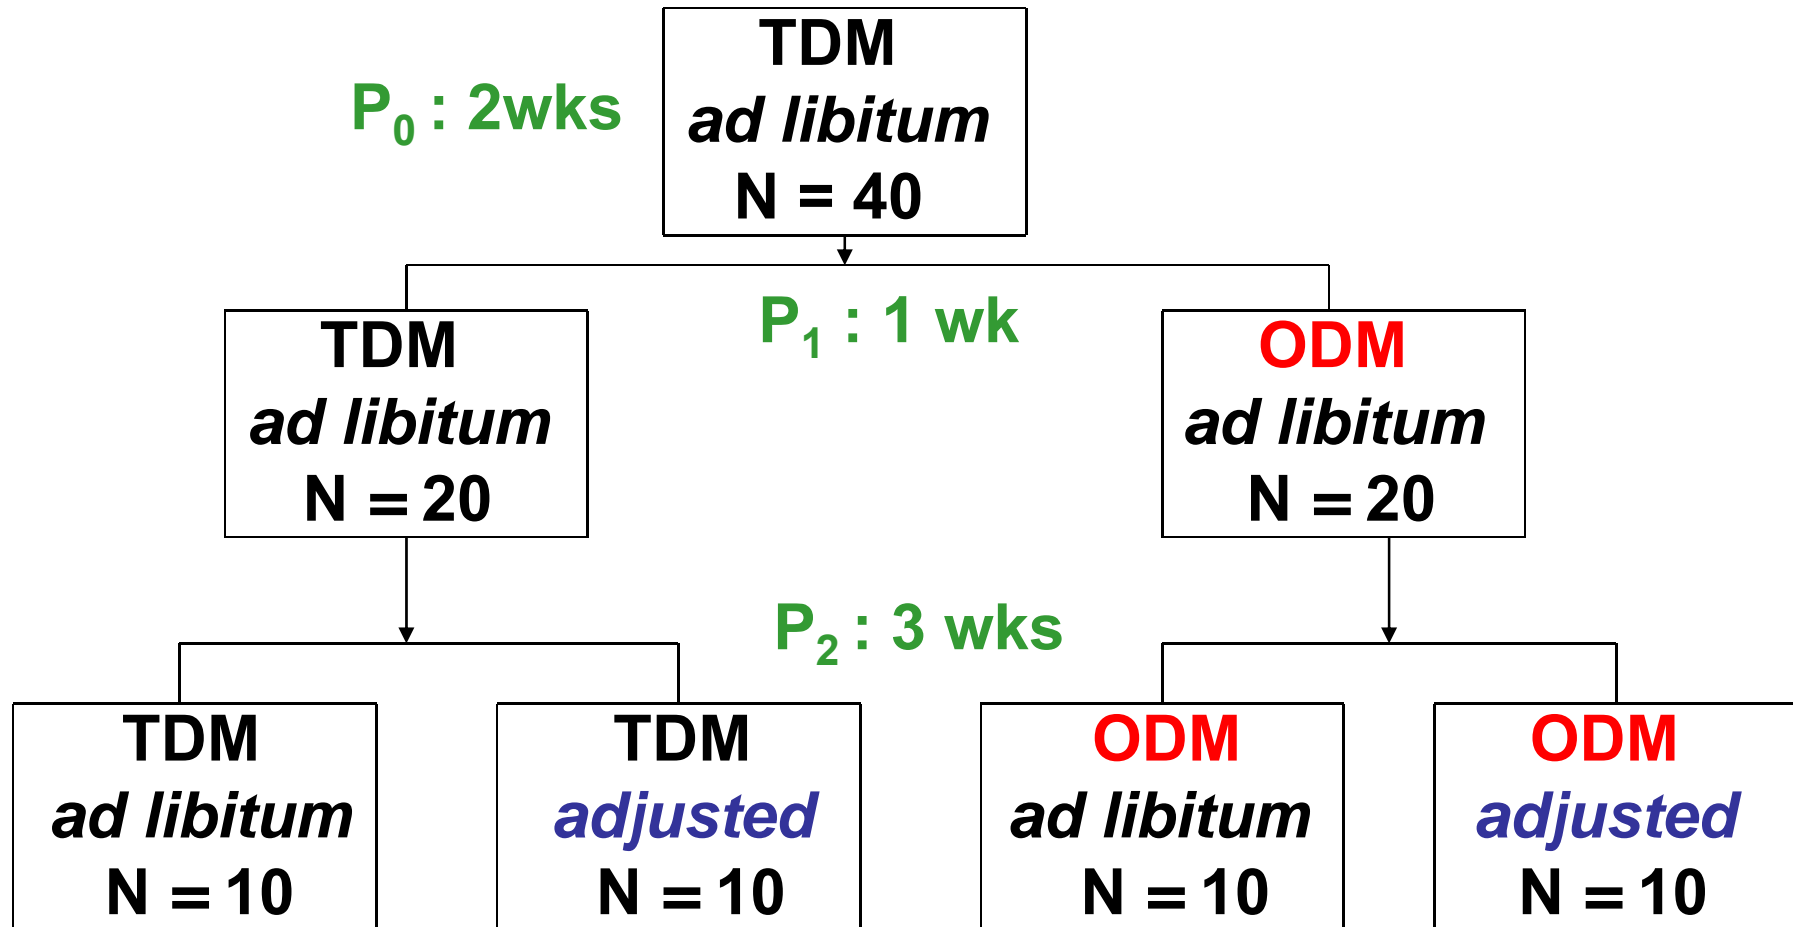 TDM
ad libitum
N = 40
P0 : 2wks
P1 : 1 wk
TDM
ad libitum
N = 20
ODM
ad libitum
N = 20
P2 : 3 wks
TDM
ad libitum
N = 10
TDM
adjusted
N = 10
ODM
ad libitum
N = 10
ODM
adjusted
N = 10